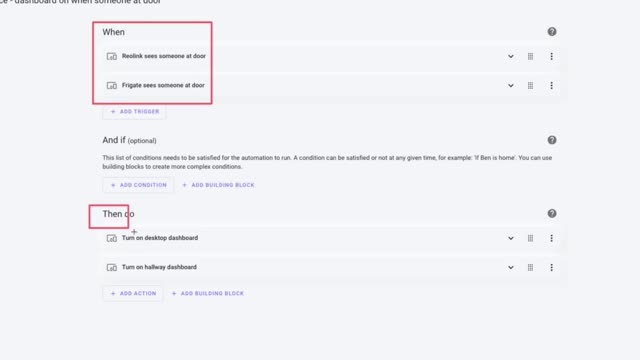 - dashboard on when someone at door
When
Reolink sees someone at door
Frigate sees someone at door
+ ADD TRIGGER
And if (optional)
This list of conditions needs to be satisfied for the automation to run. A condition can be satisfied or not at any given time, for example: 'If Ben is home'. You can use
building blocks to create more complex conditions.
+ ADD CONDITION + ADD BUILDING BLOCK
Then do
Turn on desktop dashboard
Turn on hallway dashboard
+ ADD ACTION + ADD BUILDING BLOCK